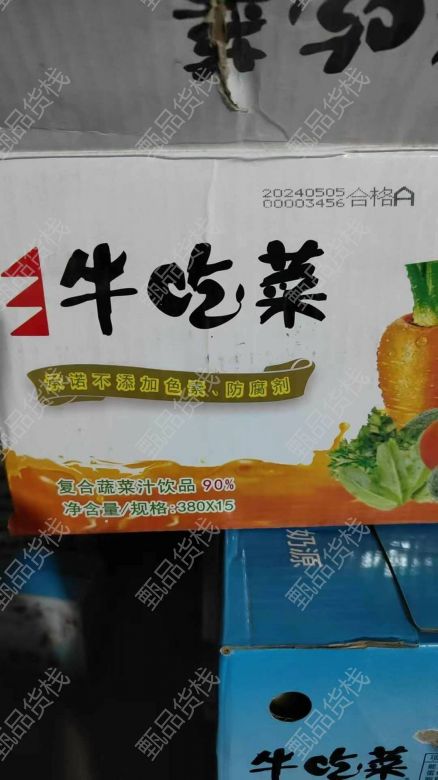 20240505
00003456 合格A
牛吃菜
承诺不添加色素、防腐剂
复合蔬菜汁饮品 90%
净含量/规格:380X15
奶源
牛吃菜
甄品货栈